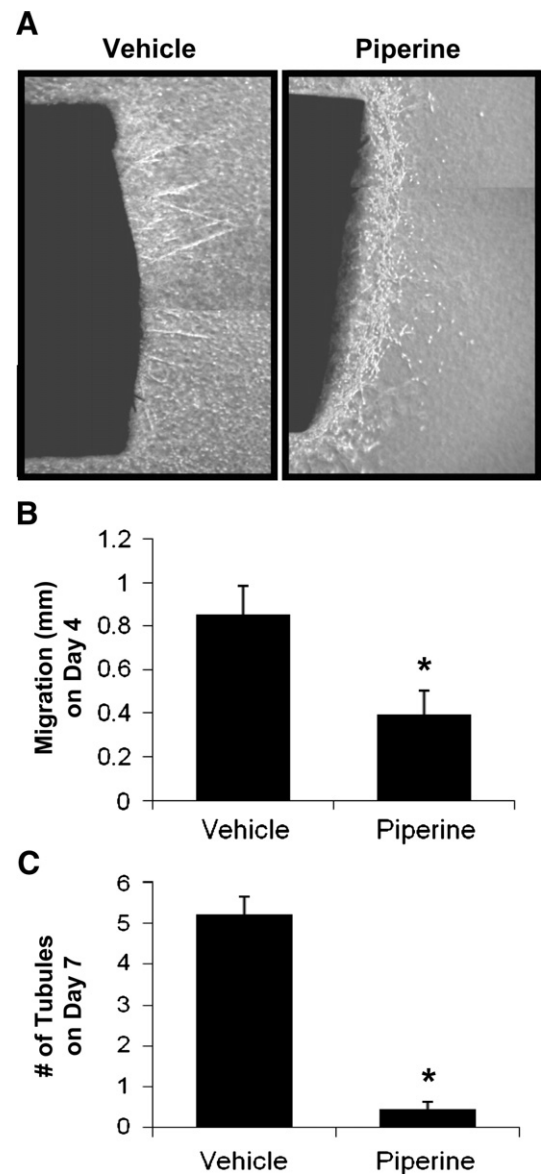 A
Vehicle Piperine
B
Migration (mm)
on Day 4
1.2
1
0.8
0.6
0.4
0.2
0
*
Vehicle Piperine
C
# of Tubules
on Day 7
6
5
4
3
2
1
0
*
Vehicle Piperine